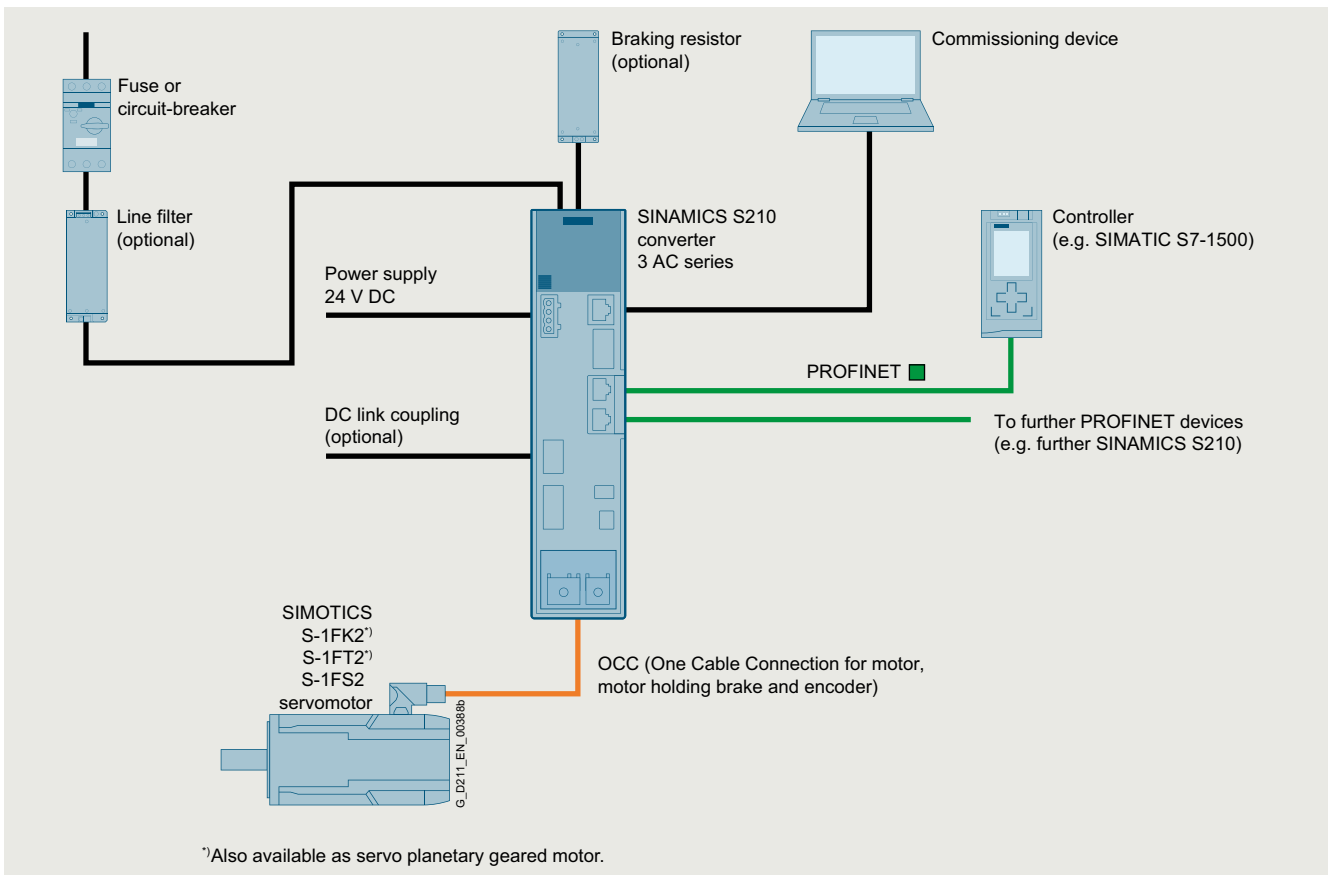 Braking resistor
(optional)
Commissioning device
Fuse or
circuit-breaker
Line filter
(optional)
SINAMICS S210
converter
3 AC series
Controller
(e.g. SIMATIC S7-1500)
Power supply
24 V DC
PROFINET
DC link coupling
(optional)
To further PROFINET devices
(e.g. further SINAMICS S210)
SIMOTICS
S-1FK2*)
S-1FT2*)
S-1FS2
servomotor
OCC (One Cable Connection for motor,
motor holding brake and encoder)
G_D211_EN_00388b
*)Also available as servo planetary geared motor.